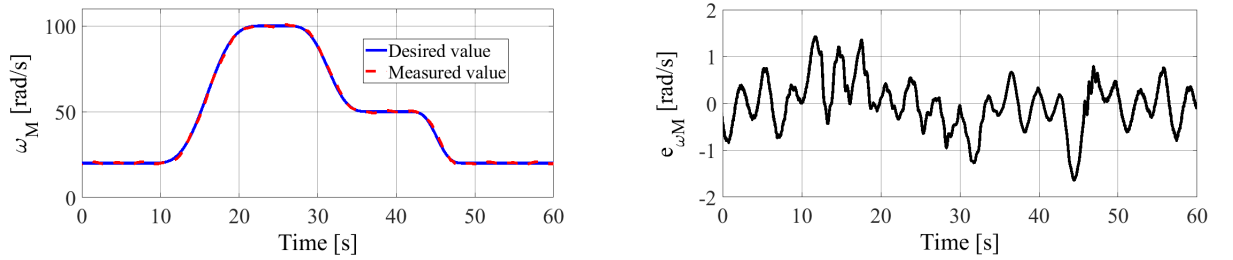 100
50
0
ω_M [rad/s]
Desired value
Measured value
0 10 20 30 40 50 60
Time [s]
2
1
0
-1
-2
e_ωM [rad/s]
0 10 20 30 40 50 60
Time [s]